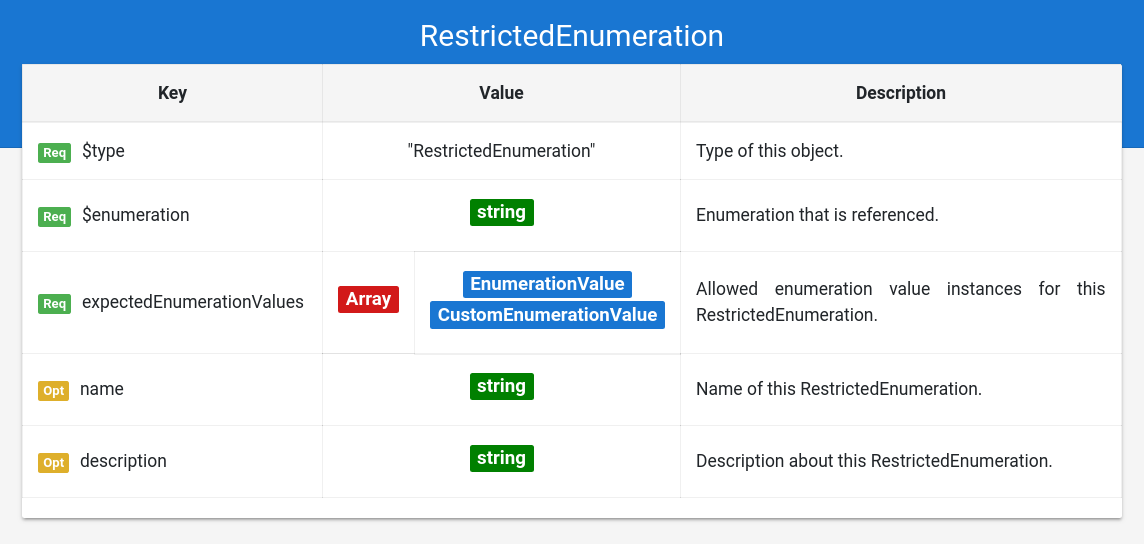 RestrictedEnumeration
Key Value Description
Req $type "RestrictedEnumeration" Type of this object.
Req $enumeration string Enumeration that is referenced.
Req expectedEnumerationValues Array EnumerationValue CustomEnumerationValue Allowed enumeration value instances for this
RestrictedEnumeration.
Opt name string Name of this RestrictedEnumeration.
Opt description string Description about this RestrictedEnumeration.